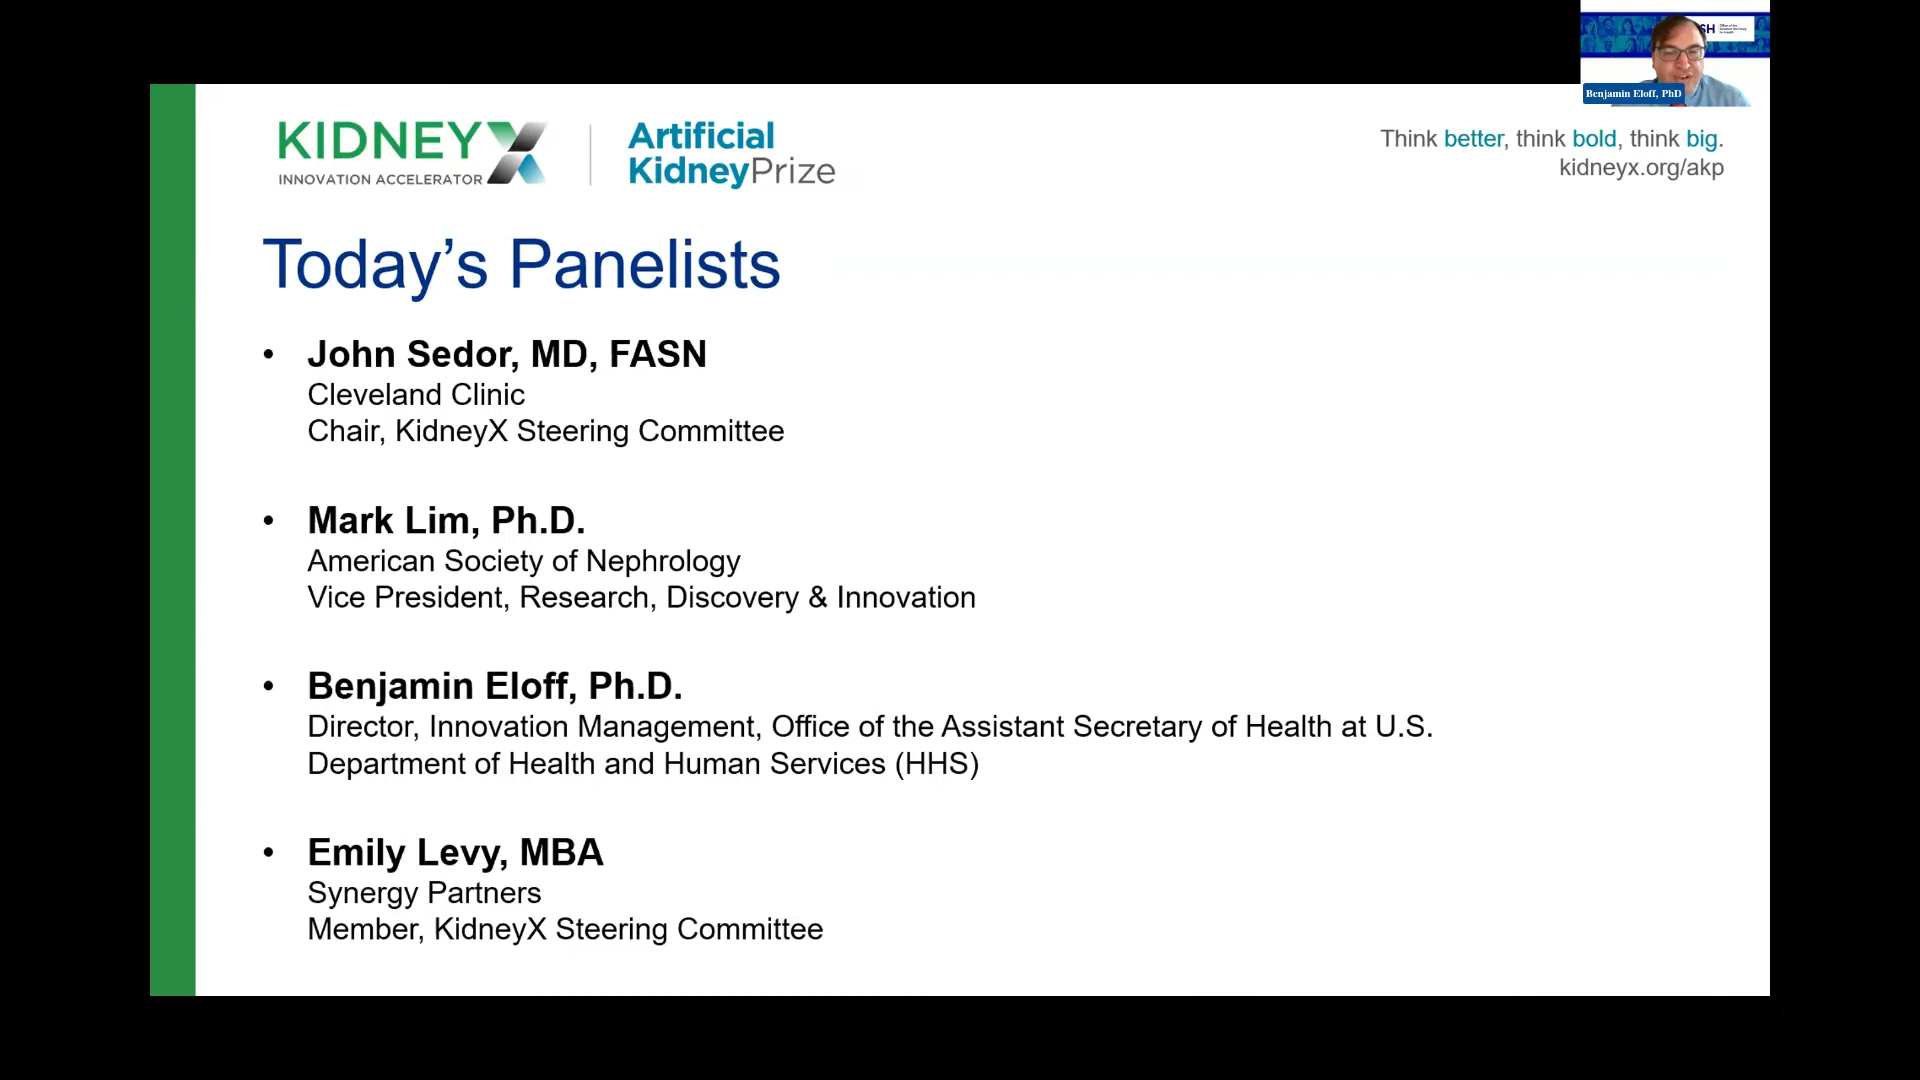 SH
Benjamin Eloff, PhD
KIDNEYX
INNOVATION ACCELERATOR
Artificial
KidneyPrize
Think better, think bold, think big.
kidneyx.org/akp
Today’s Panelists
• John Sedor, MD, FASN
Cleveland Clinic
Chair, KidneyX Steering Committee
• Mark Lim, Ph.D.
American Society of Nephrology
Vice President, Research, Discovery & Innovation
• Benjamin Eloff, Ph.D.
Director, Innovation Management, Office of the Assistant Secretary of Health at U.S.
Department of Health and Human Services (HHS)
• Emily Levy, MBA
Synergy Partners
Member, KidneyX Steering Committee